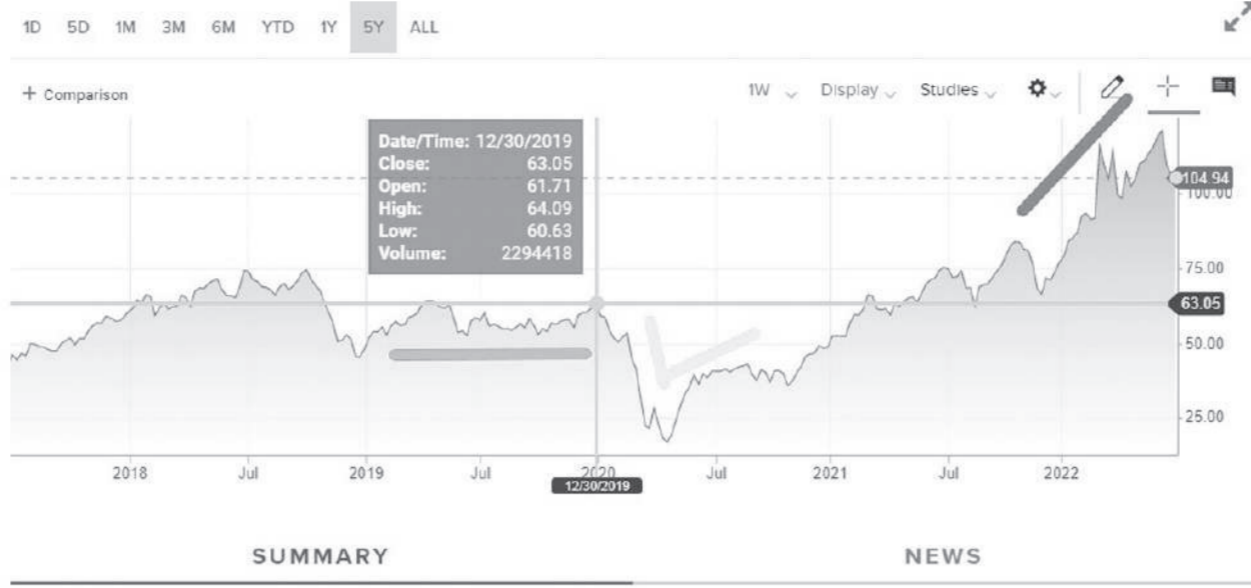 1D 5D 1M 3M 6M YTD 1Y 5Y ALL
+ Comparison 1W Display Studies
Date/Time: 12/30/2019
Close: 63.05
Open: 61.71
High: 64.09
Low: 60.63
Volume: 2294418
104.94
100.00
75.00
63.05
50.00
25.00
2018 Jul 2019 Jul 2020 Jul 2021 Jul 2022
12/30/2019
SUMMARY NEWS